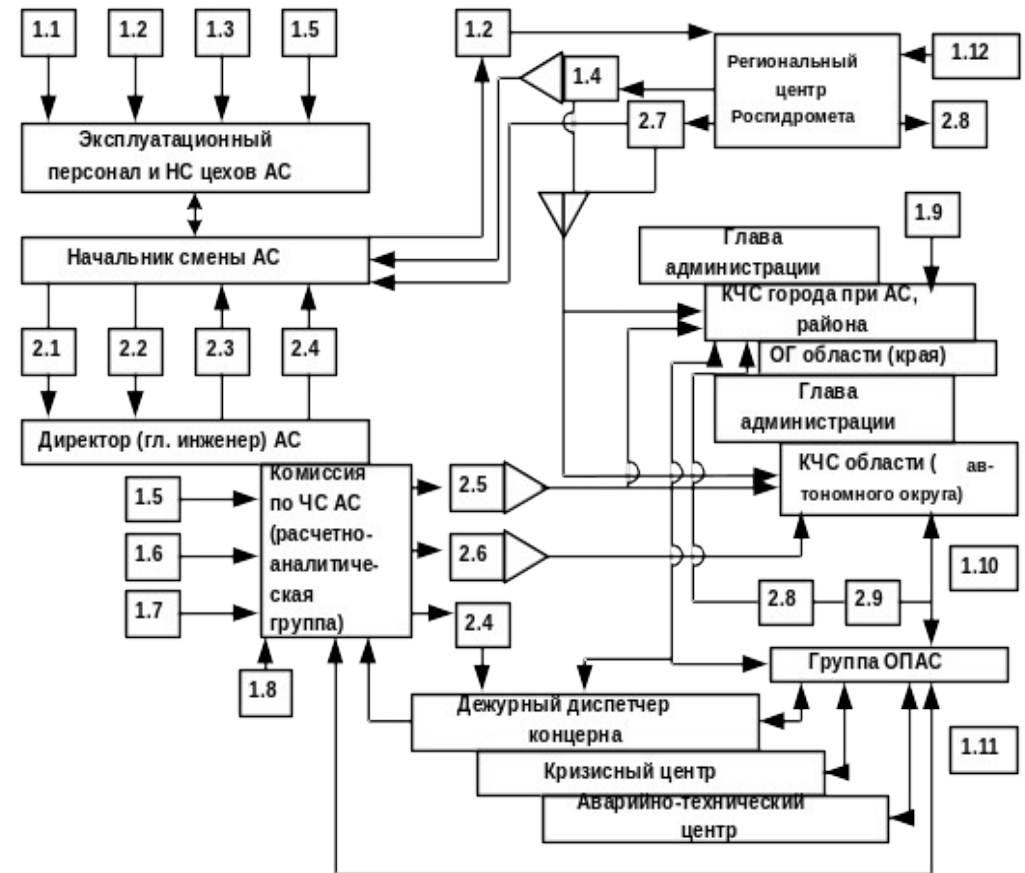 1.1
1.2
1.3
1.5
1.2
1.4
Региональный
центр
Росгидромета
1.12
2.7
2.8
Эксплуатационный
персонал и НС цехов АС
1.9
Начальник смены АС
Глава
администрации
КЧС города при АС,
района
2.1
2.2
2.3
2.4
ОГ области (края)
Глава
администрации
Директор (гл. инженер) АС
КЧС области ( ав-
тономного округа)
Комиссия
по ЧС АС
(расчетно-
аналитиче-
ская
группа)
1.5
1.6
1.7
2.5
2.6
2.4
1.10
2.8
2.9
1.8
Группа ОПАС
Дежурный диспетчер
концерна
1.11
Кризисный центр
Аварийно-технический
центр